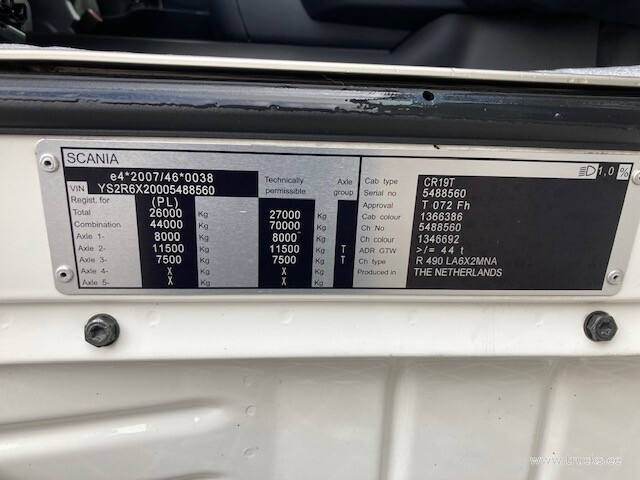 SCANIA
e4*2007/46*0038
VIN YS2R6X20005488560
Regist. for (PL) Technically permissible Axle group
Total 26000 Kg 27000 Kg
Combination 44000 Kg 70000 Kg
Axle 1- 8000 Kg 8000 Kg
Axle 2- 11500 Kg 11500 Kg T
Axle 3- 7500 Kg 7500 Kg T
Axle 4- X Kg X Kg
Axle 5- X Kg X Kg
1,0 %
Cab type CR19T
Serial number 5488560
Approval T 072 Fh
Cab colour 1366386
Ch No 5488560
Ch colour 1346692
ADR GTW >/= 44 t
Ch type R 490 LA6X2MNA
Produced in THE NETHERLANDS
www.trucks.ee